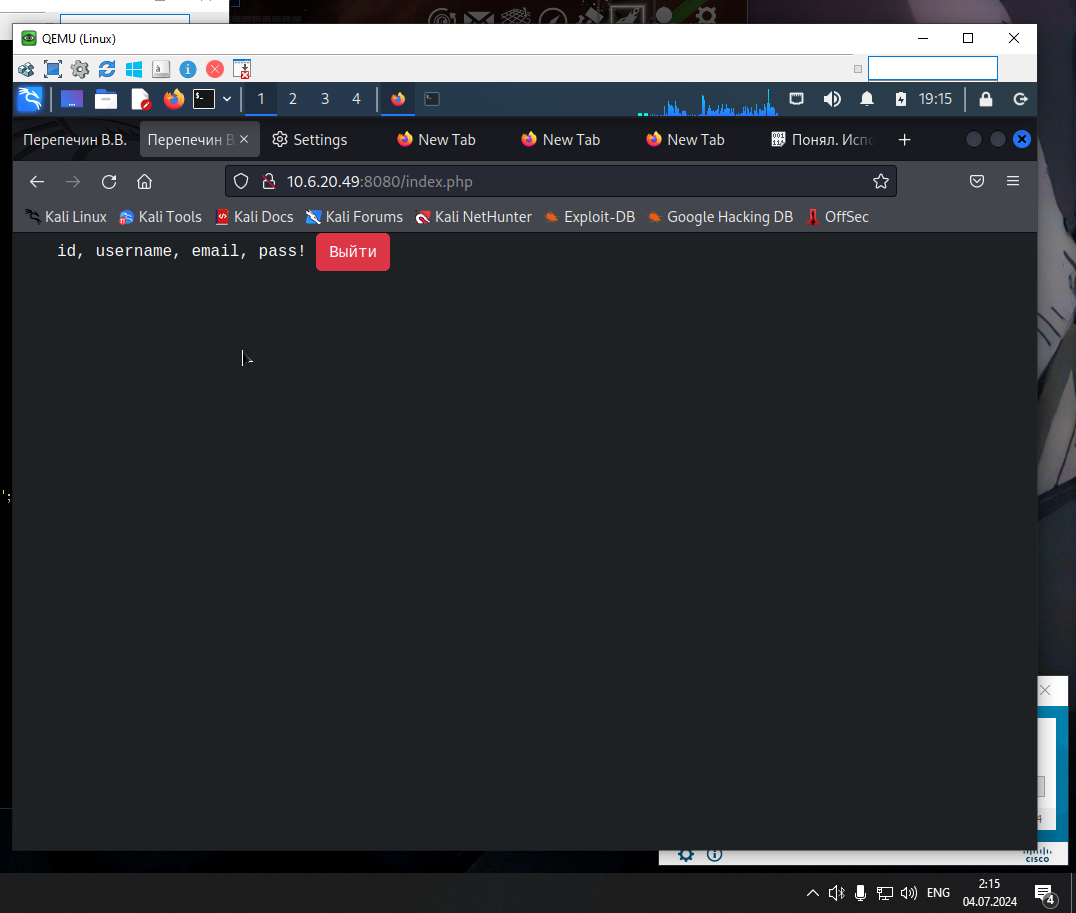 QEMU (Linux)
1 2 3 4 19:15
Перепечин В.В. Перепечин В Settings New Tab New Tab New Tab Понял.
10.6.20.49:8080/index.php
Kali Linux Kali Tools Kali Docs Kali Forums Kali NetHunter Exploit-DB Google Hacking DB OffSec
id, username, email, pass! Выйти
';
4
CISCO
ENG 2:15
04.07.2024 4